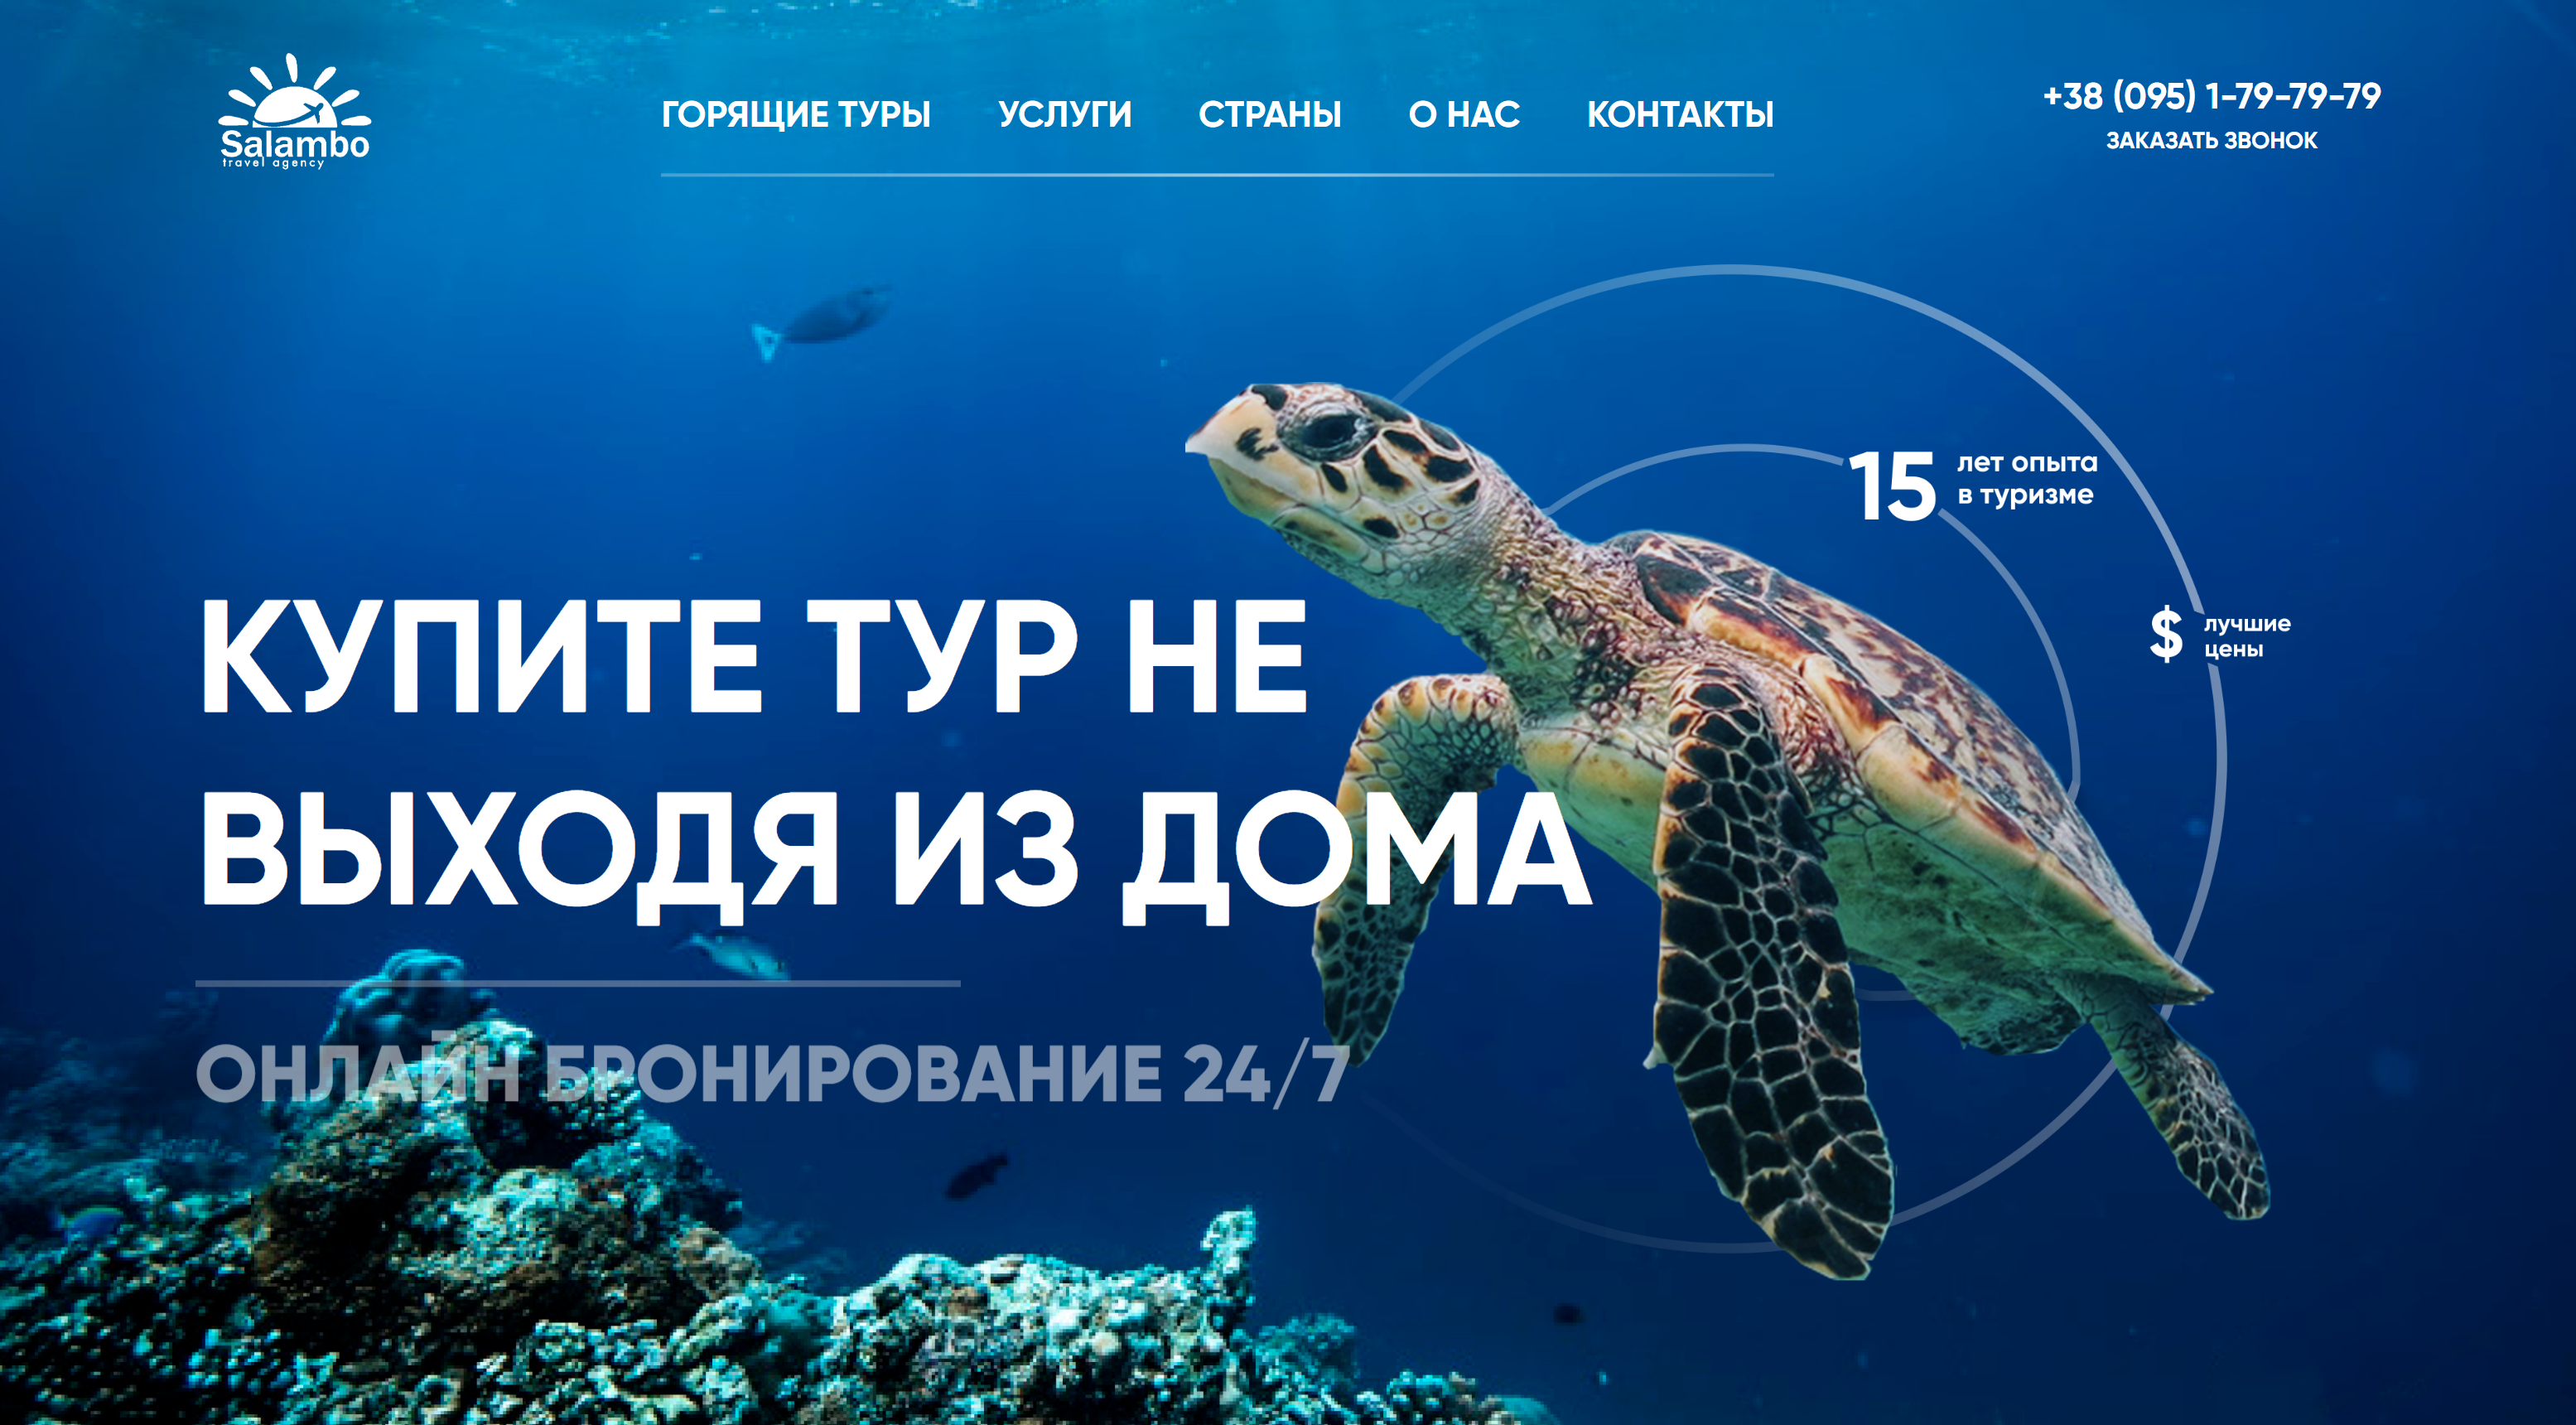 Salambo
travel agency
ГОРЯЩИЕ ТУРЫ
УСЛУГИ
СТРАНЫ
О НАС
КОНТАКТЫ
+38 (095) 1-79-79-79
ЗАКАЗАТЬ ЗВОНОК
15
лет опыта
в туризме
$
лучшие
цены
КУПИТЕ ТУР НЕ
ВЫХОДЯ ИЗ ДОМА
ОНЛАЙН БРОНИРОВАНИЕ 24/7